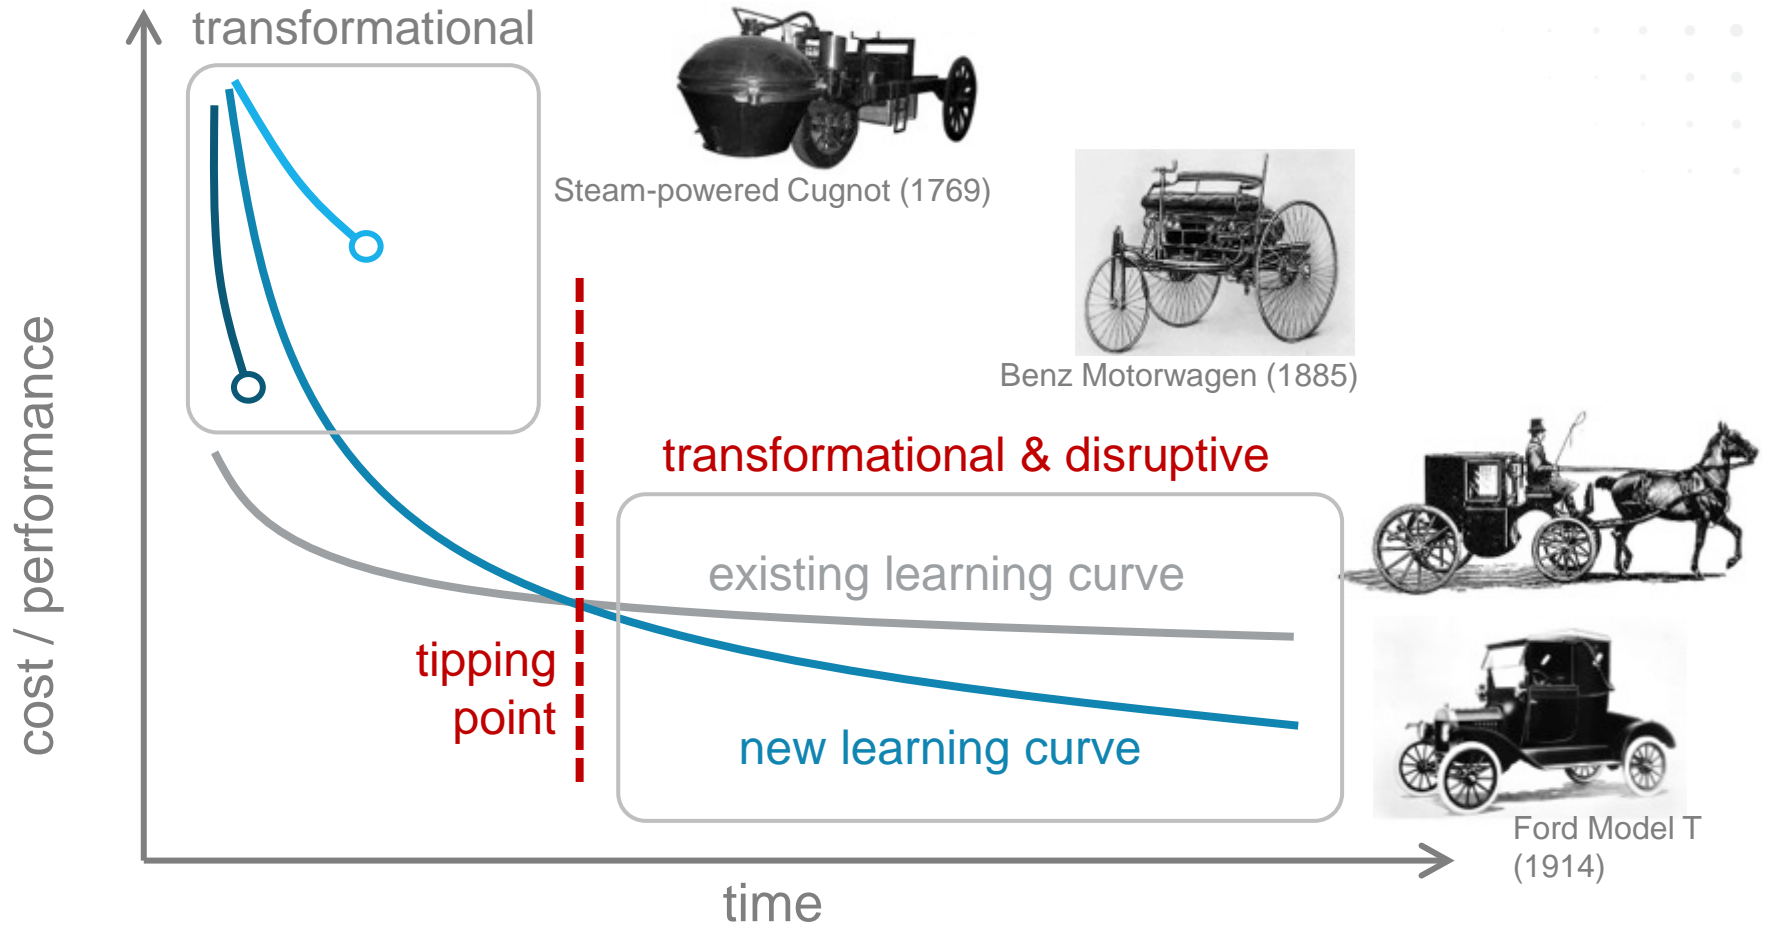 transformational
Steam-powered Cugnot (1769)
Benz Motorwagen (1885)
transformational & disruptive
existing learning curve
tipping
point
new learning curve
Ford Model T
(1914)
cost / performance
time